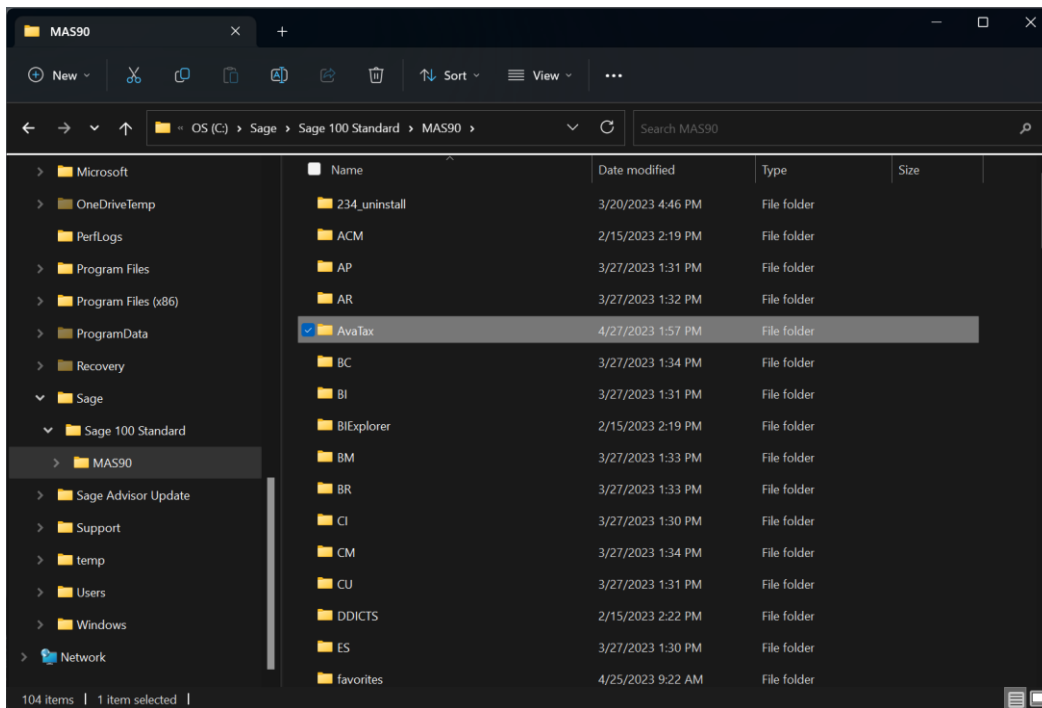 MAS90
New
Sort
View
OS (C:) › Sage › Sage 100 Standard › MAS90 ›
Search MAS90
Microsoft
OneDriveTemp
PerfLogs
Program Files
Program Files (x86)
ProgramData
Recovery
Sage
Sage 100 Standard
MAS90
Sage Advisor Update
Support
temp
Users
Windows
Network
Name Date modified Type Size
234_uninstall 3/20/2023 4:46 PM File folder
ACM 2/15/2023 2:19 PM File folder
AP 3/27/2023 1:31 PM File folder
AR 3/27/2023 1:32 PM File folder
AvaTax 4/27/2023 1:57 PM File folder
BC 3/27/2023 1:34 PM File folder
BI 3/27/2023 1:31 PM File folder
BIExplorer 2/15/2023 2:19 PM File folder
BM 3/27/2023 1:33 PM File folder
BR 3/27/2023 1:33 PM File folder
CI 3/27/2023 1:30 PM File folder
CM 3/27/2023 1:34 PM File folder
CU 3/27/2023 1:31 PM File folder
DDICTS 2/15/2023 2:22 PM File folder
ES 3/27/2023 1:30 PM File folder
favorites 4/25/2023 9:22 AM File folder
104 items 1 item selected